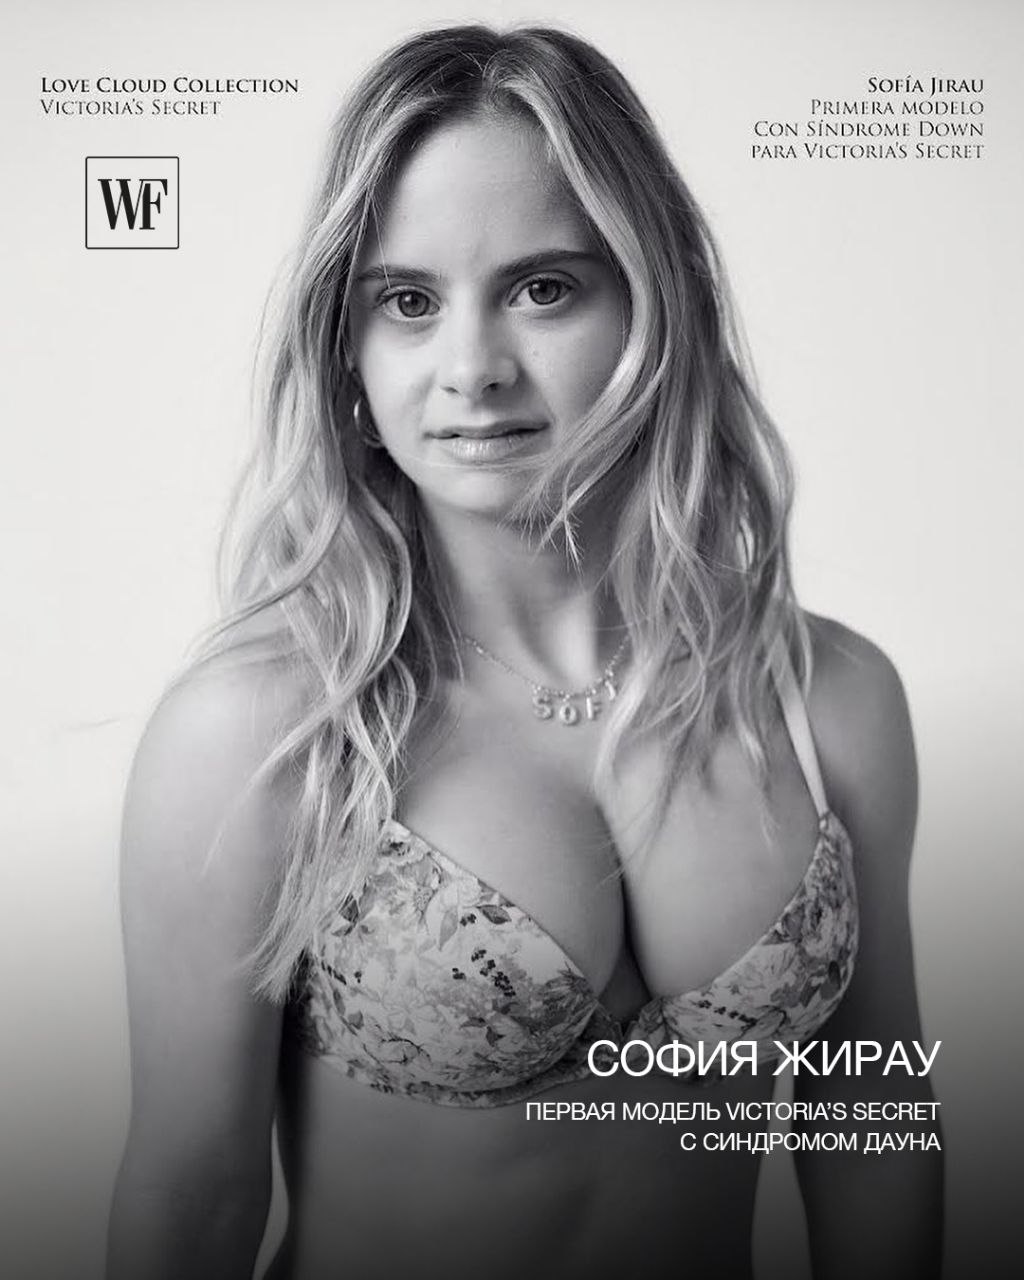 LOVE CLOUD COLLECTION
VICTORIA'S SECRET
SOFÍA JIRAU
PRIMERA MODELO
CON SÍNDROME DOWN
PARA VICTORIA'S SECRET
WF
SOFI
СОФИЯ ЖИРАУ
ПЕРВАЯ МОДЕЛЬ VICTORIA’S SECRET
С СИНДРОМОМ ДАУНА